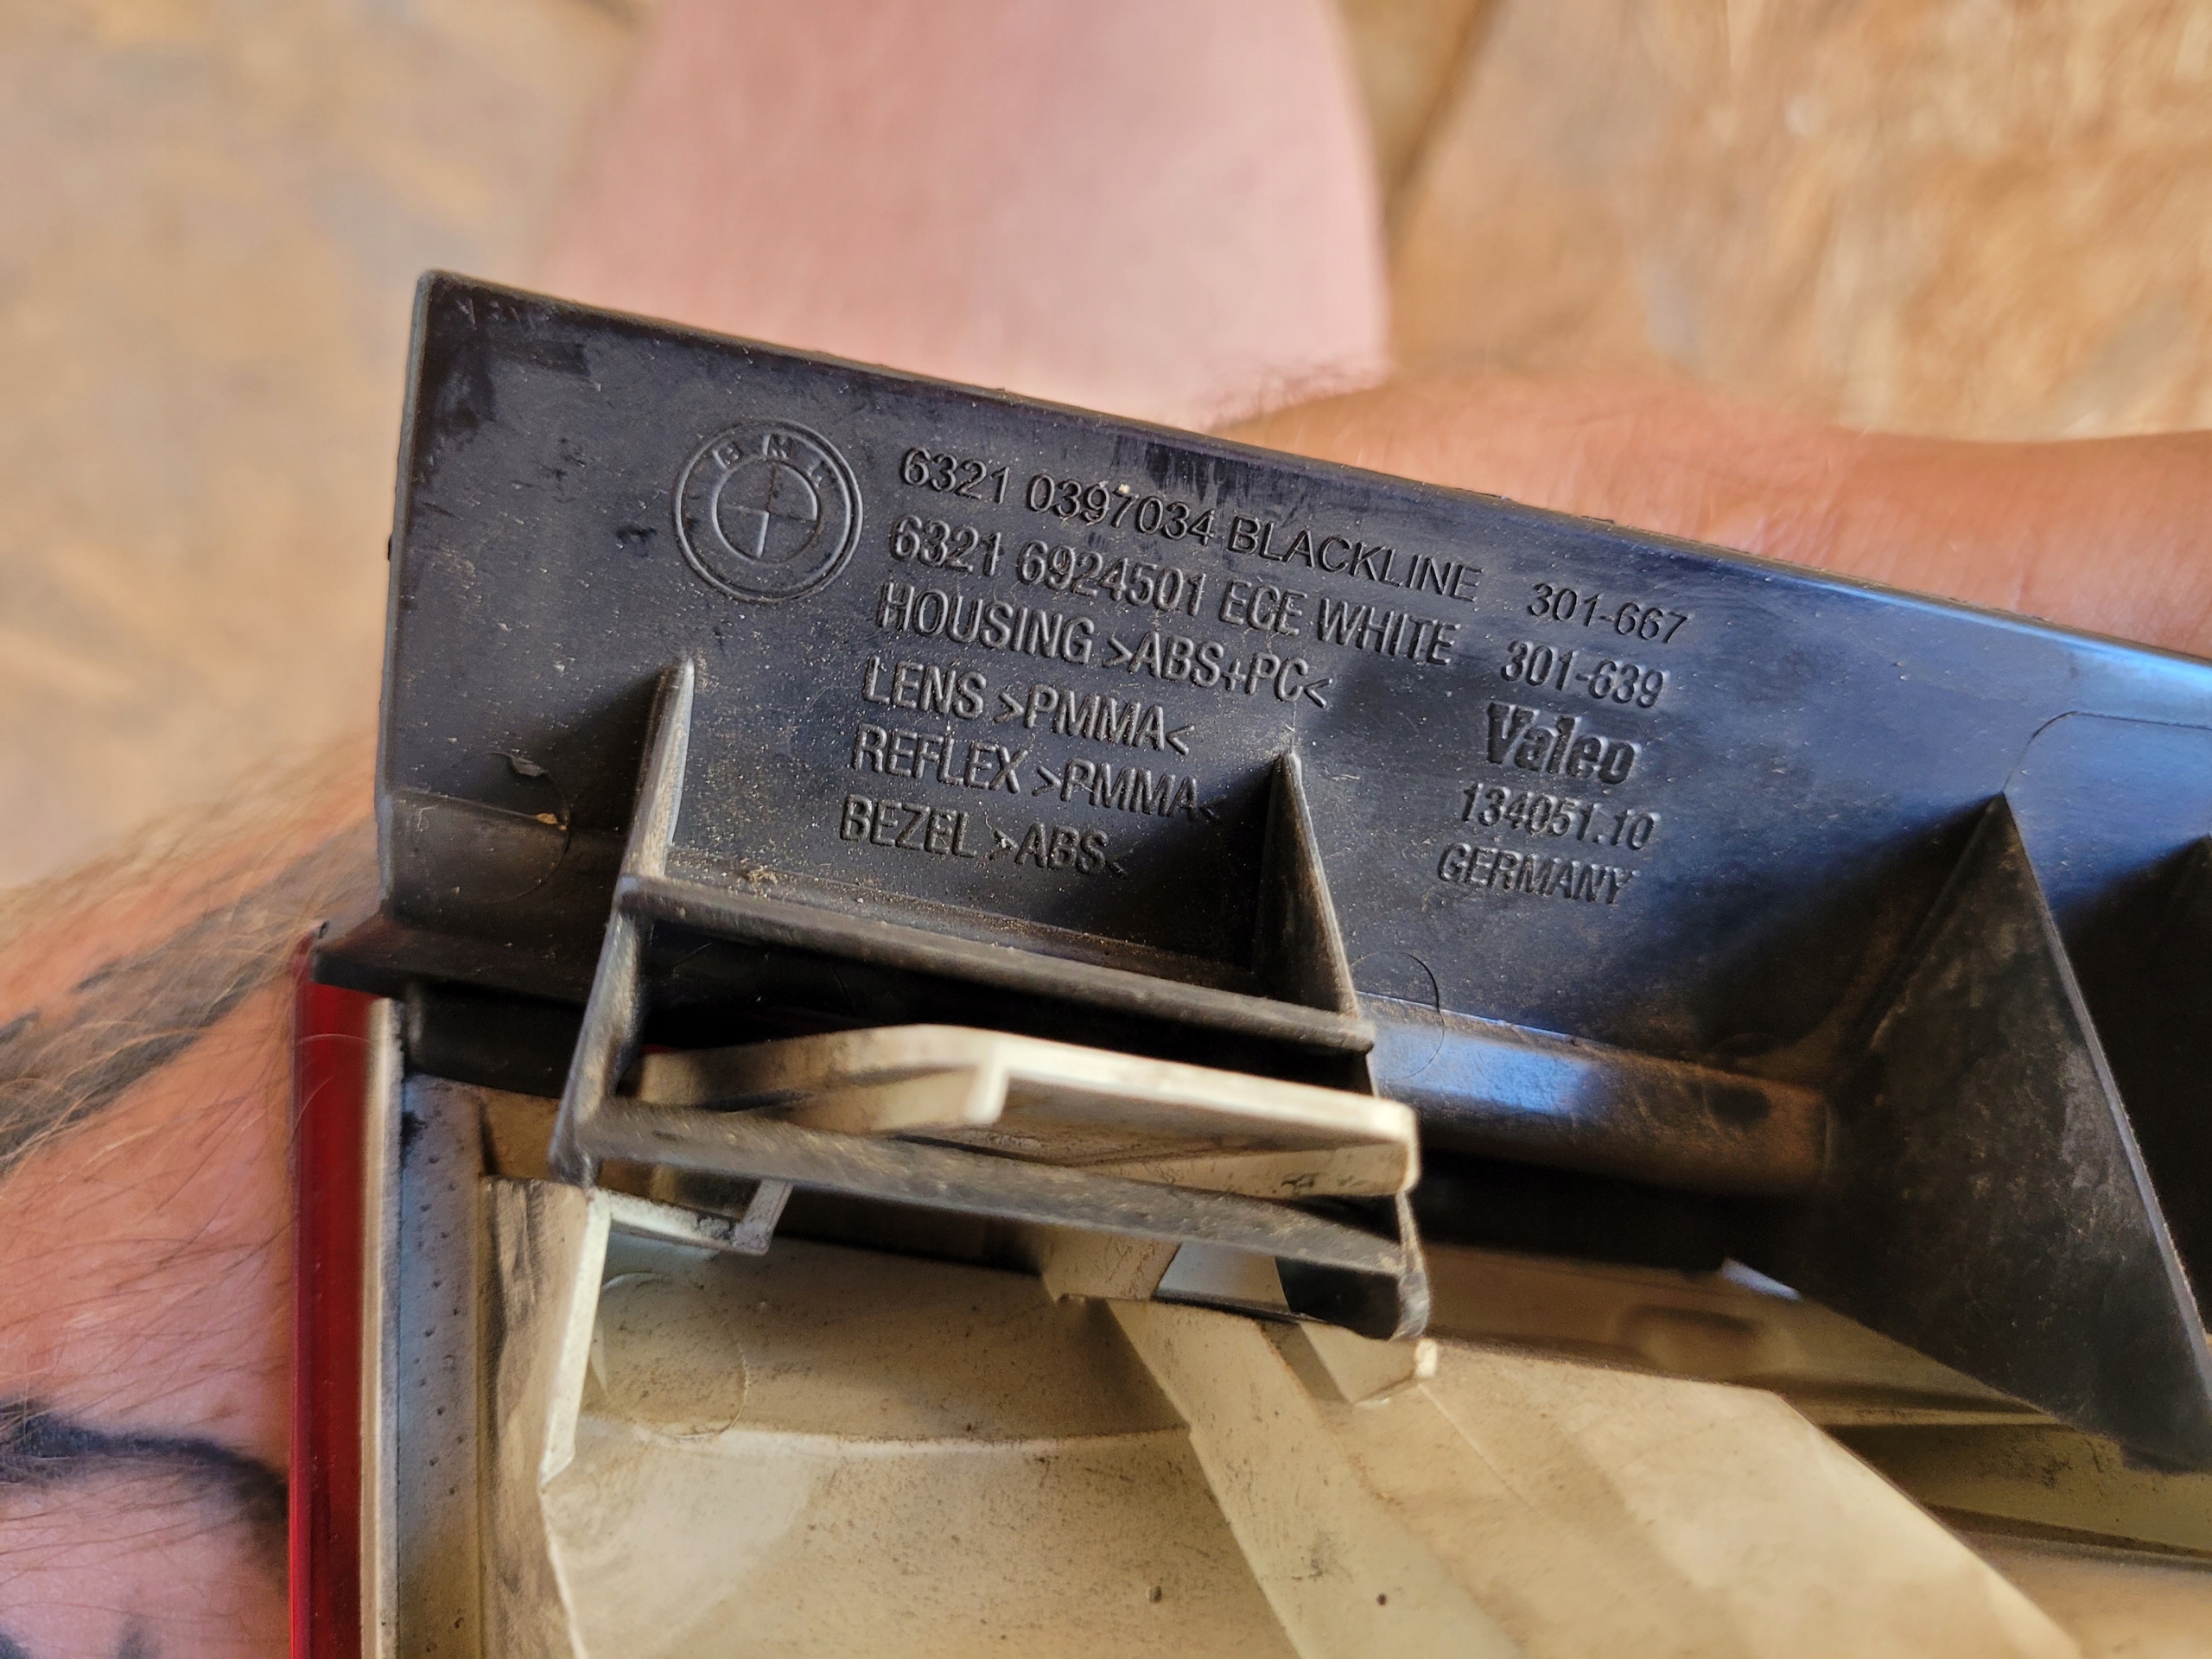 6321 0397034 BLACKLINE 301-667
6321 6924501 ECE WHITE 301-639
HOUSING >ABS+PC<
LENS >PMMA<
REFLEX >PMMA<
BEZEL >ABS<
Valeo
134051.10
GERMANY